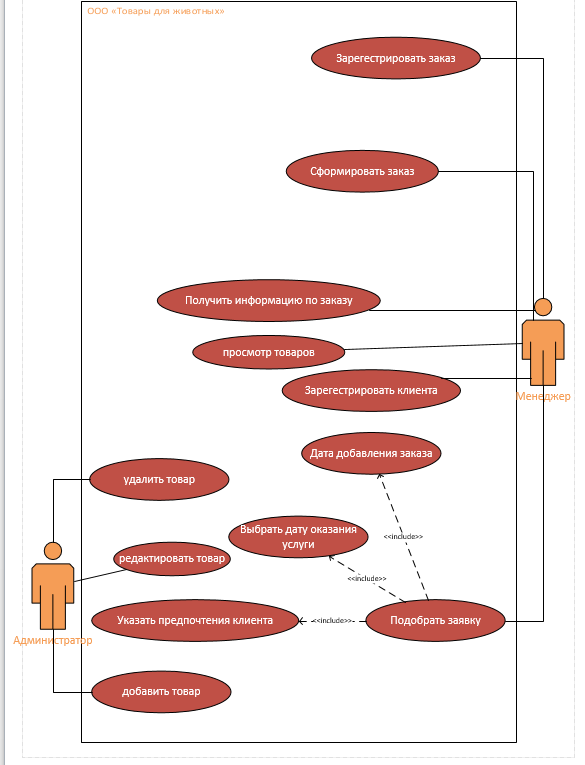 ООО «Товары для животных»
Зарегестрировать заказ
Сформировать заказ
Получить информацию по заказу
просмотр товаров
Зарегестрировать клиента
Менеджер
Дата добавления заказа
удалить товар
Выбрать дату оказания
услуги
<<include>>
редактировать товар
<<include>>
Указать предпочтения клиента
<<include>>
Подобрать заявку
Администратор
добавить товар